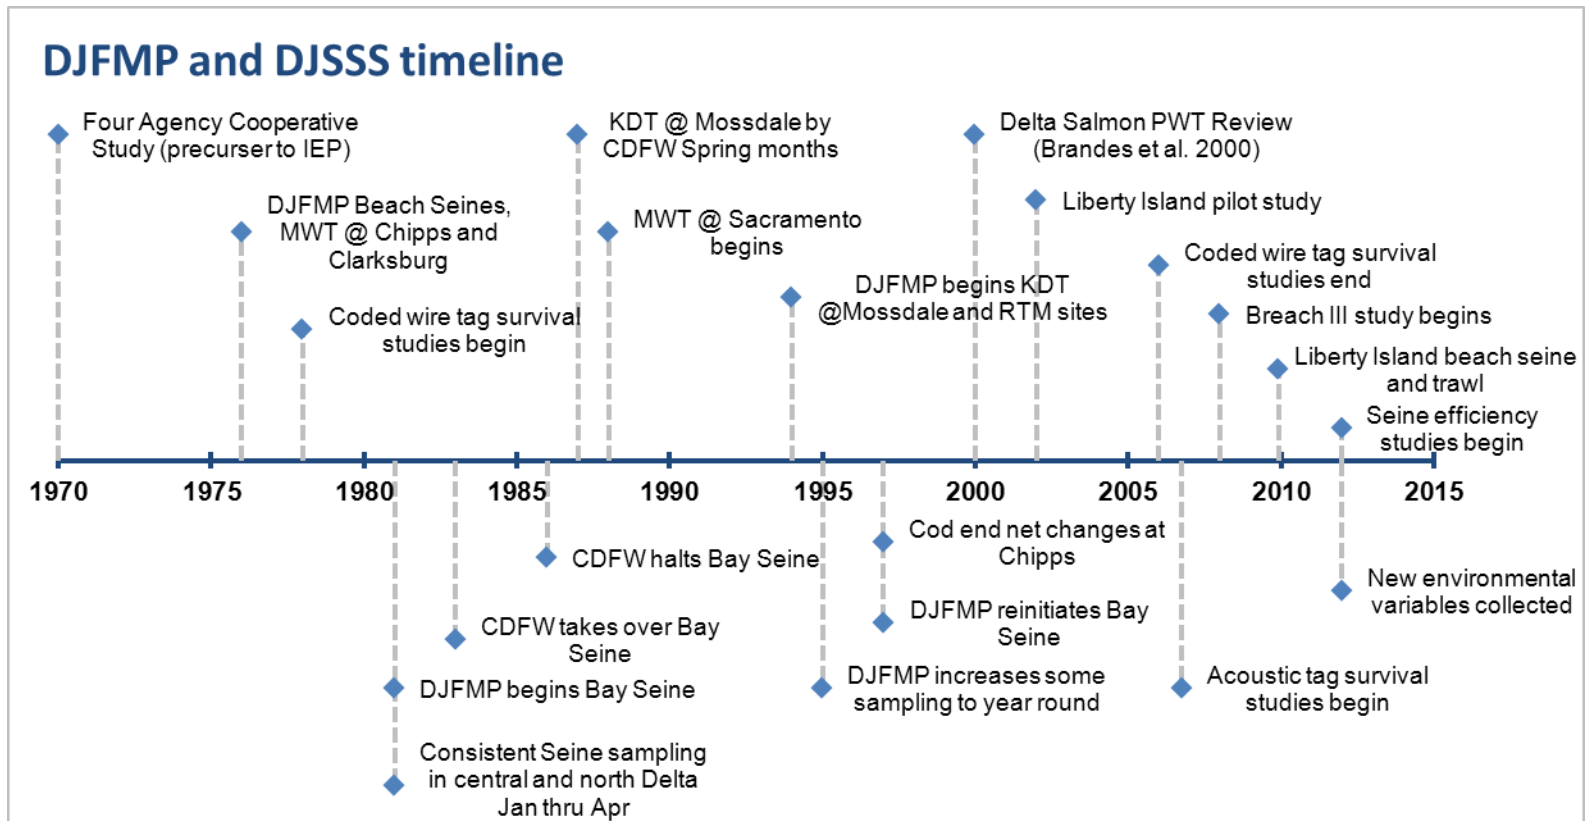 DJFMP and DJSSS timeline
Four Agency Cooperative
Study (precurser to IEP)
DJFMP Beach Seines,
MWT @ Chipps and
Clarksburg
Coded wire tag survival
studies begin
KDT @ Mossdale by
CDFW Spring months
MWT @ Sacramento
begins
DJFMP begins KDT
@Mossdale and RTM sites
Delta Salmon PWT Review
(Brandes et al. 2000)
Liberty Island pilot study
Coded wire tag survival
studies end
Breach III study begins
Liberty Island beach seine
and trawl
Seine efficiency
studies begin
1970 1975 1980 1985 1990 1995 2000 2005 2010 2015
CDFW halts Bay Seine
CDFW takes over Bay
Seine
DJFMP begins Bay Seine
Consistent Seine sampling
in central and north Delta
Jan thru Apr
Cod end net changes at
Chipps
DJFMP reinitiates Bay
Seine
DJFMP increases some
sampling to year round
New environmental
variables collected
Acoustic tag survival
studies begin